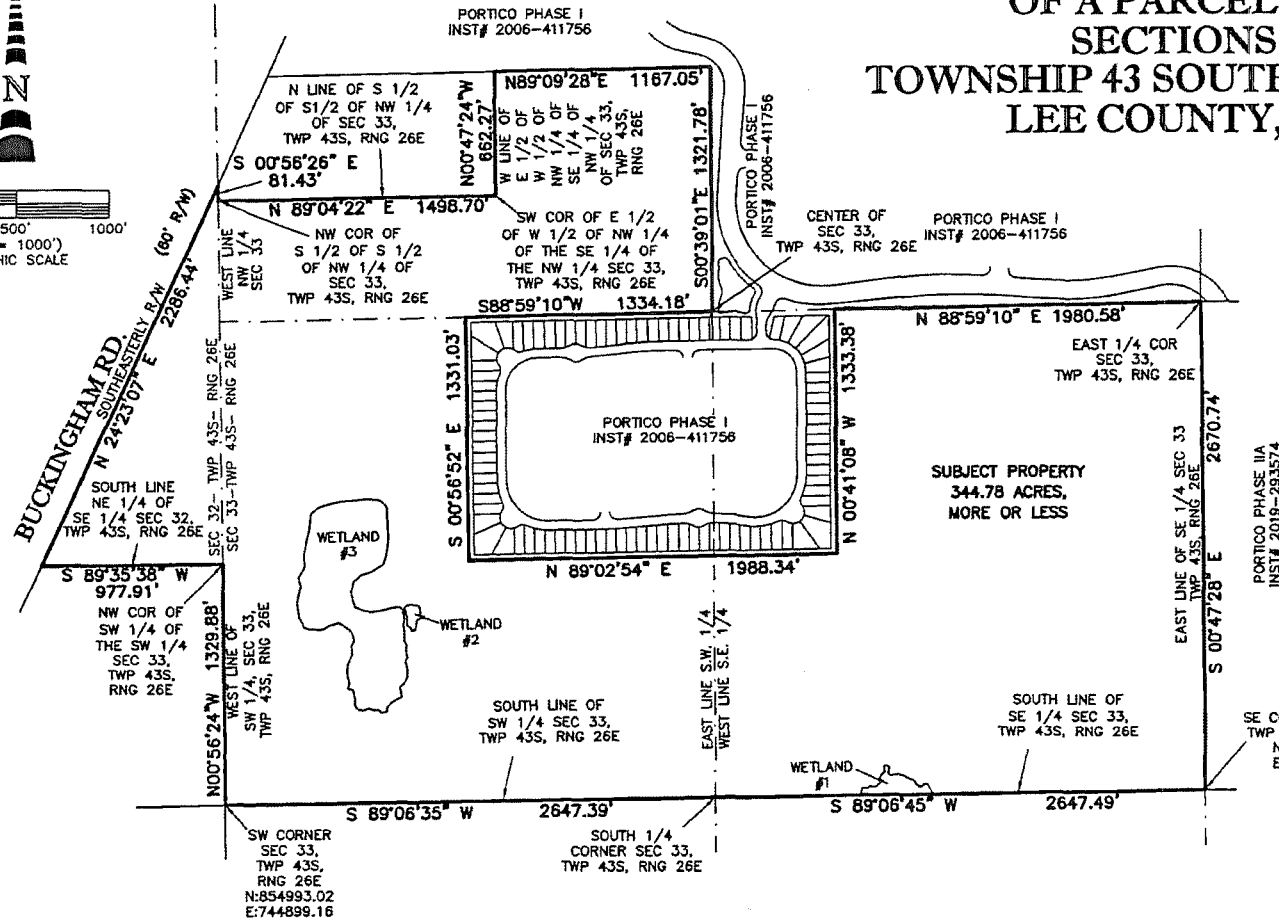 OF A PARCEL
SECTIONS
TOWNSHIP 43 SOUTH
LEE COUNTY,
N
500'
1000'
= 1000')
HIC SCALE
PORTICO PHASE I
INST# 2006-411756
N LINE OF S 1/2
OF S1/2 OF NW 1/4
OF SEC 33,
TWP 43S, RNG 26E
S 00°56'26" E
81.43'
N 89°04'22" E 1498.70'
N00°47'24"W
662.27'
N89°09'28"E 1167.05'
W LINE OF
E 1/2 OF
W 1/2 OF
NW 1/4 OF
SE 1/4 OF
NW 1/4
OF SEC 33,
TWP 43S,
RNG 26E
S00°39'01"E 1321.78'
PORTICO PHASE I
INST# 2006-411756
NW COR OF
S 1/2 OF S 1/2
OF NW 1/4 OF
SEC 33,
TWP 43S, RNG 26E
SW COR OF E 1/2
OF W 1/2 OF NW 1/4
OF THE SE 1/4 OF
THE NW 1/4 SEC 33,
TWP 43S, RNG 26E
CENTER OF
SEC 33,
TWP 43S, RNG 26E
PORTICO PHASE I
INST# 2006-411756
WEST LINE
NW 1/4
SEC 33
BUCKINGHAM RD.
(60' R/W)
SOUTHEASTERLY R/W
N 24°23'07" E 2286.44'
S88°59'10"W 1334.18'
N 88°59'10" E 1980.58'
EAST 1/4 COR
SEC 33,
TWP 43S, RNG 26E
SEC 32- TWP 43S- RNG 26E
SEC 33-TWP 43S- RNG 26E
S 00°56'52" E 1331.03'
PORTICO PHASE I
INST# 2006-411756
N 00°41'08" W 1333.38'
SUBJECT PROPERTY
344.78 ACRES,
MORE OR LESS
EAST LINE OF SE 1/4 SEC 33
TWP 43S, RNG 26E
S 00°47'28" E 2670.74'
PORTICO PHASE IIA
INST# 2019-293574
SOUTH LINE
NE 1/4 OF
SE 1/4 SEC 32,
TWP 43S, RNG 26E
S 89°35'38" W
977.91'
WETLAND
#3
N 89°02'54" E 1988.34'
NW COR OF
SW 1/4 OF
THE SW 1/4
SEC 33,
TWP 43S,
RNG 26E
N00°56'24"W 1329.88'
WEST LINE OF
SW 1/4, SEC 33,
TWP 43S, RNG 26E
WETLAND
#2
EAST LINE S.W. 1/4
WEST LINE S.E. 1/4
SOUTH LINE OF
SW 1/4 SEC 33,
TWP 43S, RNG 26E
SOUTH LINE OF
SE 1/4 SEC 33,
TWP 43S, RNG 26E
SE C
TWP
N
E
WETLAND
#1
S 89°06'35" W 2647.39'
S 89°06'45" W 2647.49'
SW CORNER
SEC 33,
TWP 43S,
RNG 26E
N:854993.02
E:744899.16
SOUTH 1/4
CORNER SEC 33,
TWP 43S, RNG 26E